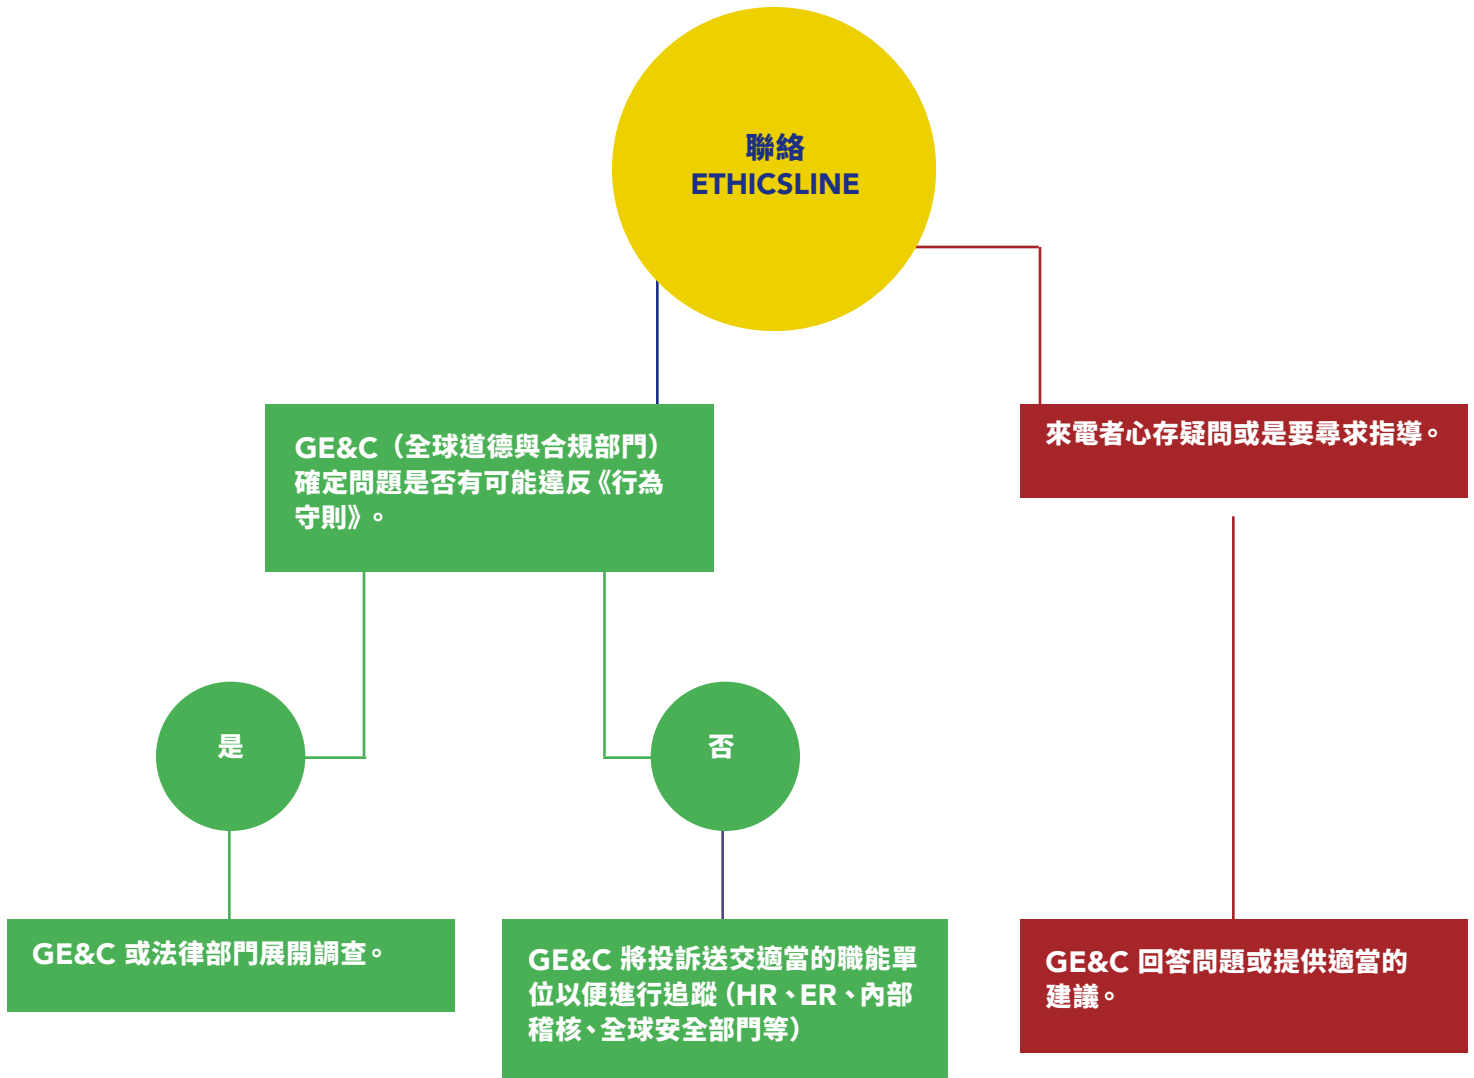 聯絡
ETHICSLINE
GE&C（全球道德與合規部門）
確定問題是否有可能違反《行為
守則》。
來電者心存疑問或是要尋求指導。
是
否
GE&C 或法律部門展開調查。
GE&C 將投訴送交適當的職能單
位以便進行追蹤（HR、ER、內部
稽核、全球安全部門等）
GE&C 回答問題或提供適當的
建議。